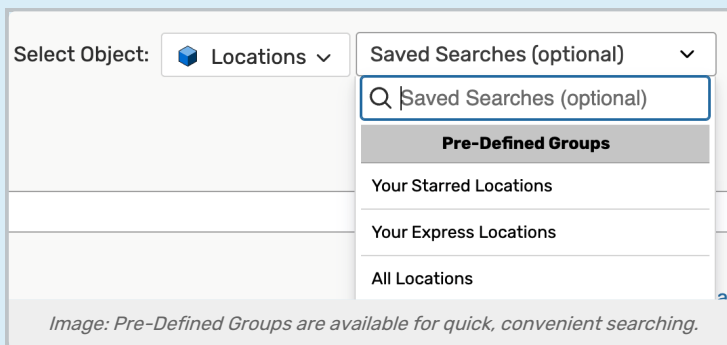 Select Object: Locations Saved Searches (optional)
Saved Searches (optional)
Pre-Defined Groups
Your Starred Locations
Your Express Locations
All Locations
Image: Pre-Defined Groups are available for quick, convenient searching.